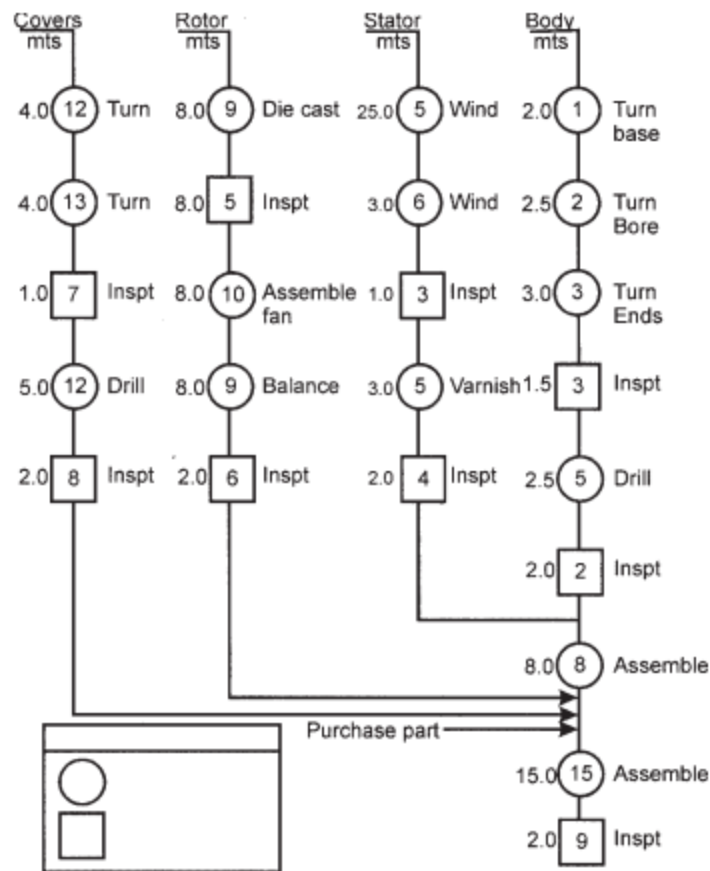 Covers
mts
Rotor
mts
Stator
mts
Body
mts
4.0 12 Turn
8.0 9 Die cast
25.0 5 Wind
2.0 1 Turn
base
4.0 13 Turn
8.0 5 Inspt
3.0 6 Wind
2.5 2 Turn
Bore
1.0 7 Inspt
8.0 10 Assemble
fan
1.0 3 Inspt
3.0 3 Turn
Ends
5.0 12 Drill
8.0 9 Balance
3.0 5 Varnish
1.5 3 Inspt
2.0 8 Inspt
2.0 6 Inspt
2.0 4 Inspt
2.5 5 Drill
2.0 2 Inspt
8.0 8 Assemble
Purchase part
15.0 15 Assemble
2.0 9 Inspt